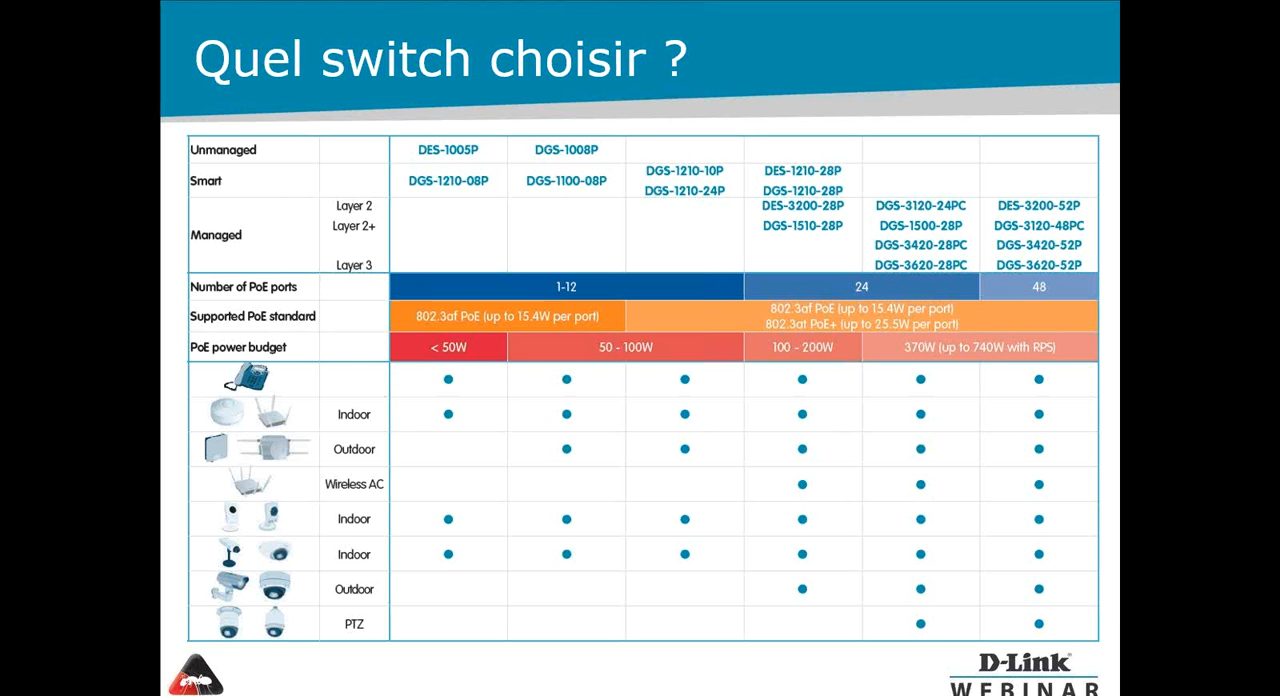 Quel switch choisir ?
Unmanaged DES-1005P DGS-1008P
Smart DGS-1210-08P DGS-1100-08P DGS-1210-10P DES-1210-28P
DGS-1210-24P DGS-1210-28P
Layer 2 DES-3200-28P DGS-3120-24PC DES-3200-52P
Managed Layer 2+ DGS-1510-28P DGS-1500-28P DGS-3120-48PC
DGS-3420-28PC DGS-3420-52P
Layer 3 DGS-3620-28PC DGS-3620-52P
Number of PoE ports 1-12 24 48
Supported PoE standard 802.3af PoE (up to 15.4W per port) 802.3af PoE (up to 15.4W per port)
802.3at PoE+ (up to 25.5W per port)
PoE power budget < 50W 50 - 100W 100 - 200W 370W (up to 740W with RPS)
Indoor
Outdoor
Wireless AC
Indoor
Indoor
Outdoor
PTZ
D-Link®
WEBINAR